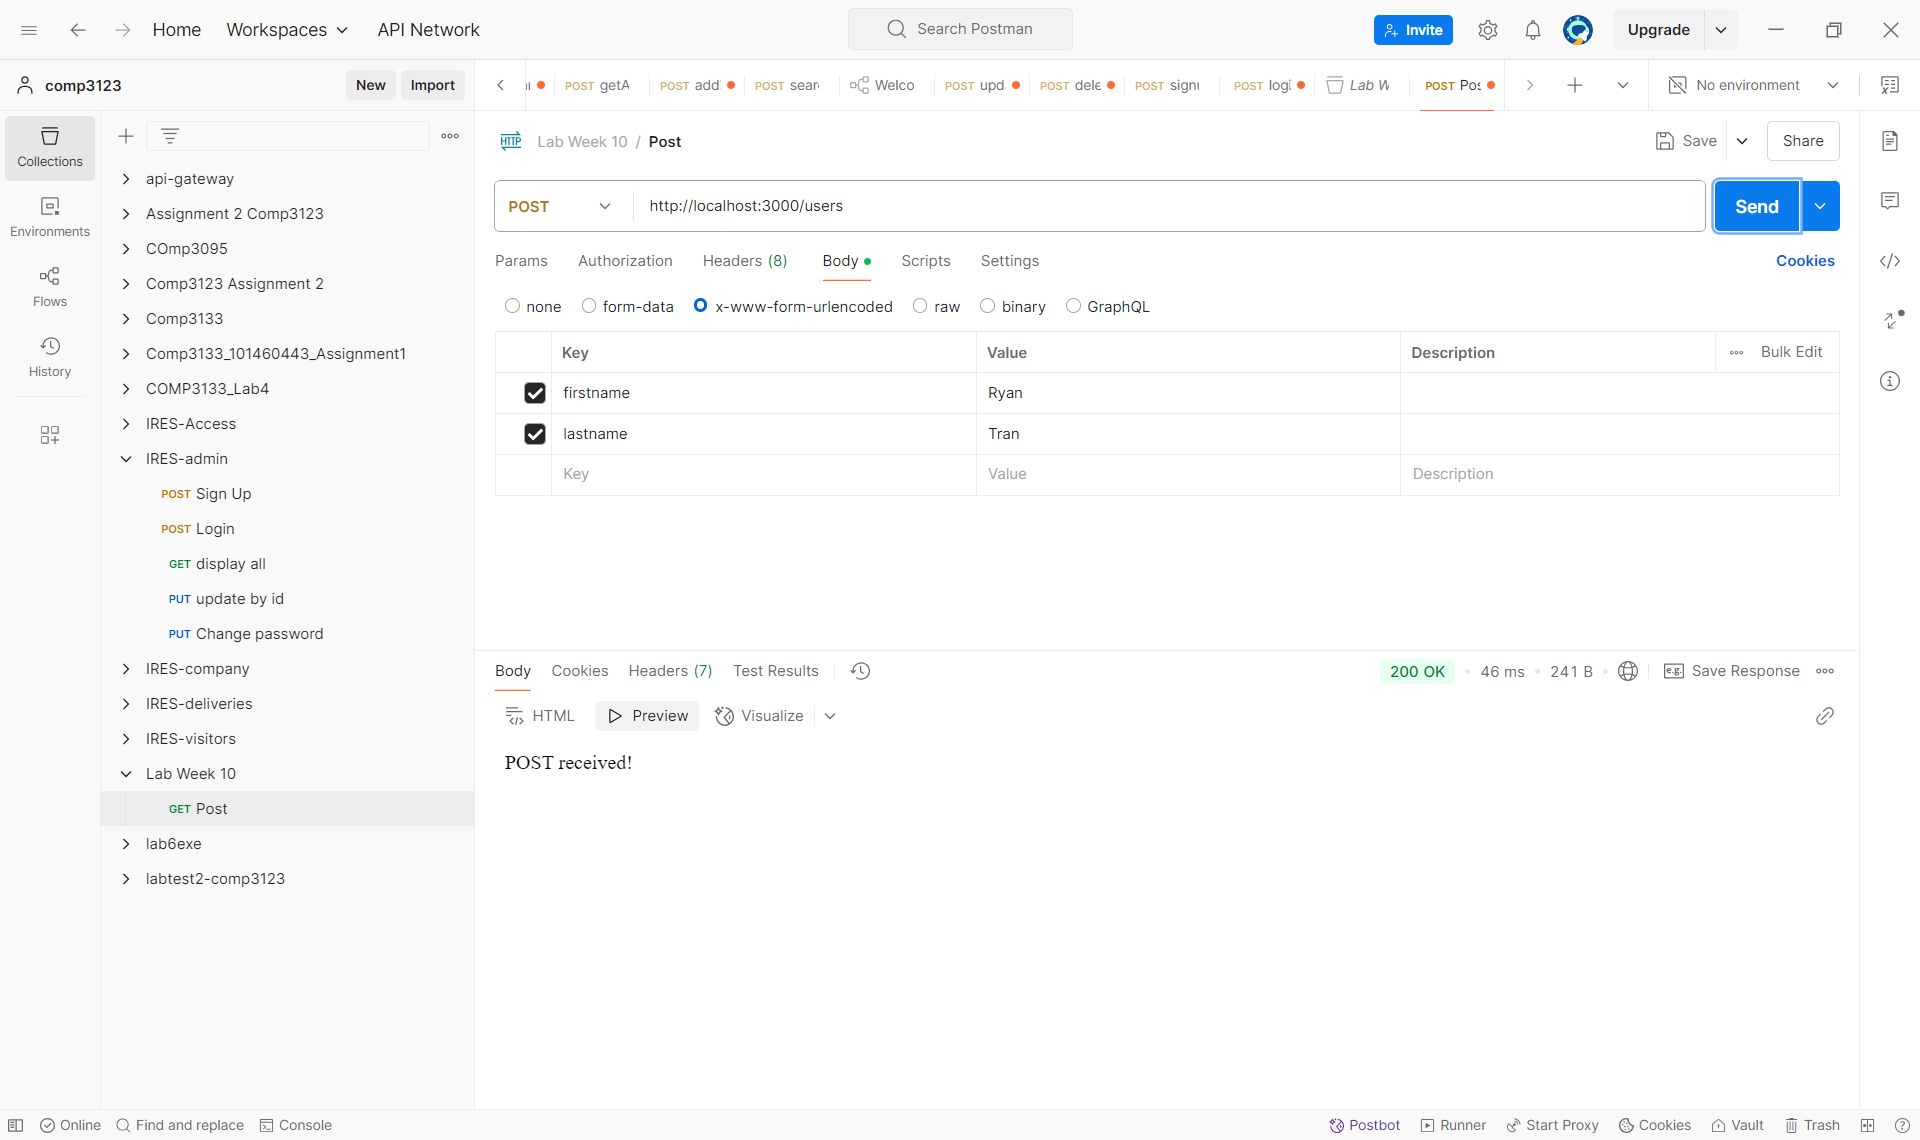 Home Workspaces API Network Search Postman Invite Upgrade
comp3123 New Import
POST getA POST add POST sear Welco POST upd POST dele POST signu POST logi Lab W POST Pos No environment
Collections
Environments
Flows
History
api-gateway
Assignment 2 Comp3123
COmp3095
Comp3123 Assignment 2
Comp3133
Comp3133_101460443_Assignment1
COMP3133_Lab4
IRES-Access
IRES-admin
POST Sign Up
POST Login
GET display all
PUT update by id
PUT Change password
IRES-company
IRES-deliveries
IRES-visitors
Lab Week 10
GET Post
lab6exe
labtest2-comp3123
HTTP Lab Week 10 / Post Save Share
POST http://localhost:3000/users Send
Params Authorization Headers (8) Body Scripts Settings Cookies
none form-data x-www-form-urlencoded raw binary GraphQL
Key Value Description Bulk Edit
firstname Ryan
lastname Tran
Key Value Description
Body Cookies Headers (7) Test Results 200 OK 46 ms 241 B e.g. Save Response
HTML Preview Visualize
POST received!
Online Find and replace Console Postbot Runner Start Proxy Cookies Vault Trash